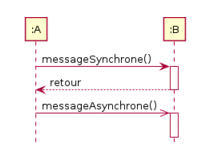 :A :B
messageSynchrone()
retour
messageAsynchrone()